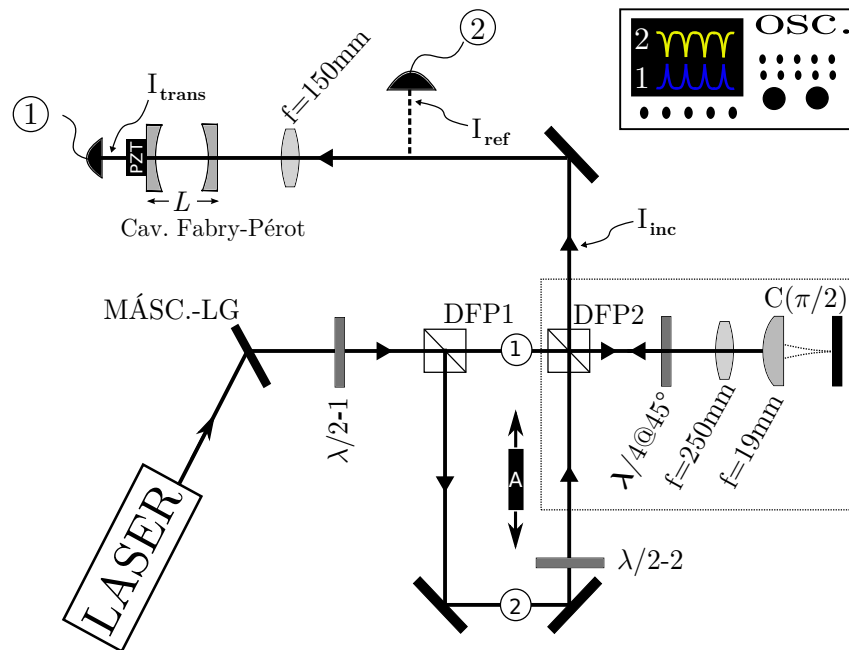 OSC.
2
1
2
1
I_trans
f=150mm
I_ref
PZT
L
Cav. Fabry-Pérot
I_inc
MÁSC.-LG
DFP1
DFP2
C(π/2)
1
λ/2-1
λ/4@45°
f=250mm
f=19mm
A
LASER
λ/2-2
2